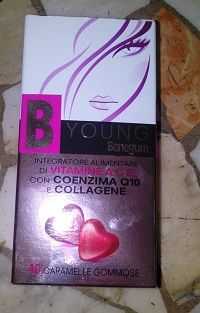 B YOUNG
Benegum
INTEGRATORE ALIMENTARE
DI VITAMINE A C E
CON COENZIMA Q10
E COLLAGENE
CARAMELLE GOMMOSE